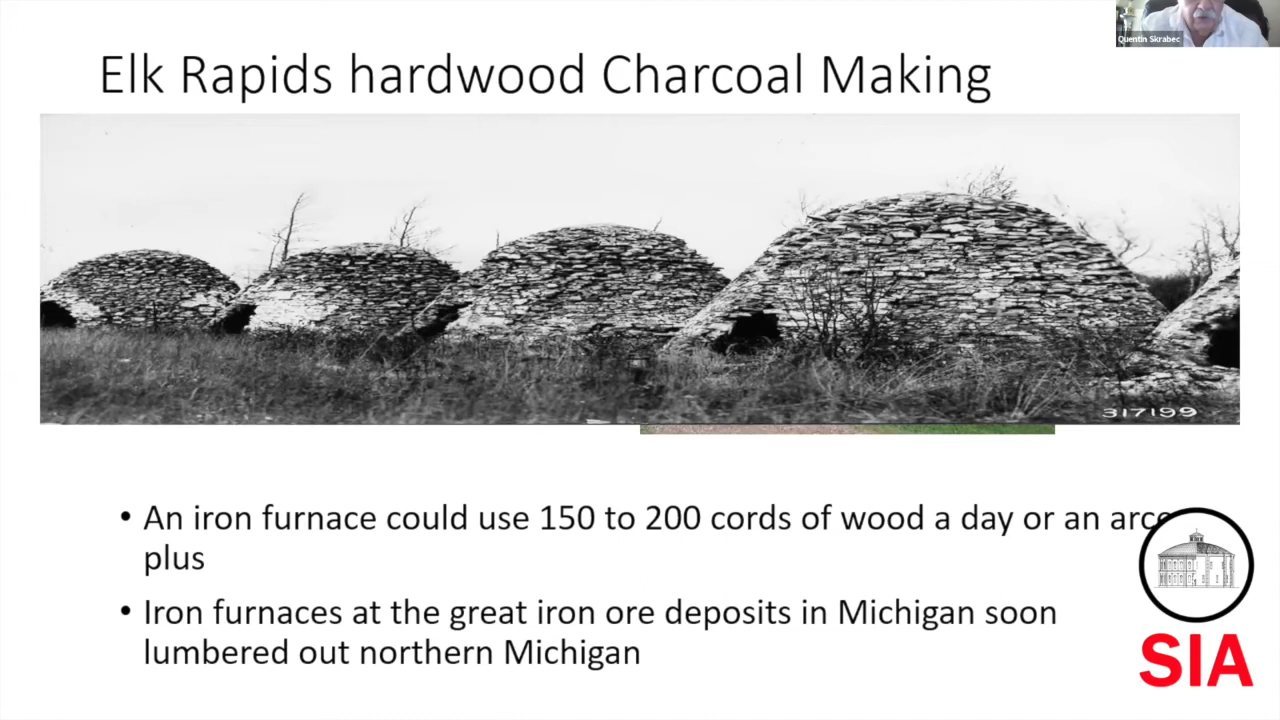 Quentin Skrabec
Elk Rapids hardwood Charcoal Making
317199
• An iron furnace could use 150 to 200 cords of wood a day or an arce
plus
• Iron furnaces at the great iron ore deposits in Michigan soon
lumbered out northern Michigan
SIA